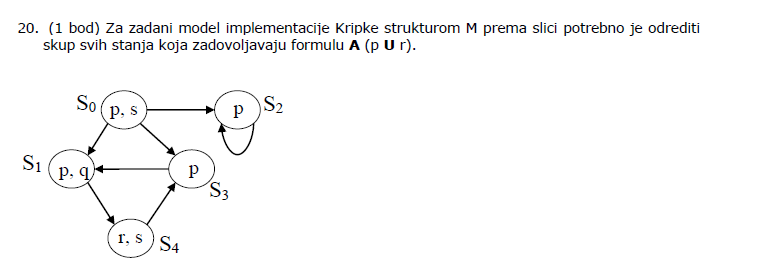 20. (1 bod) Za zadani model implementacije Kripke strukturom M prema slici potrebno je odrediti
skup svih stanja koja zadovoljavaju formulu A (p U r).
S0 p, s
p S2
S1 p, q
p
S3
r, s S4